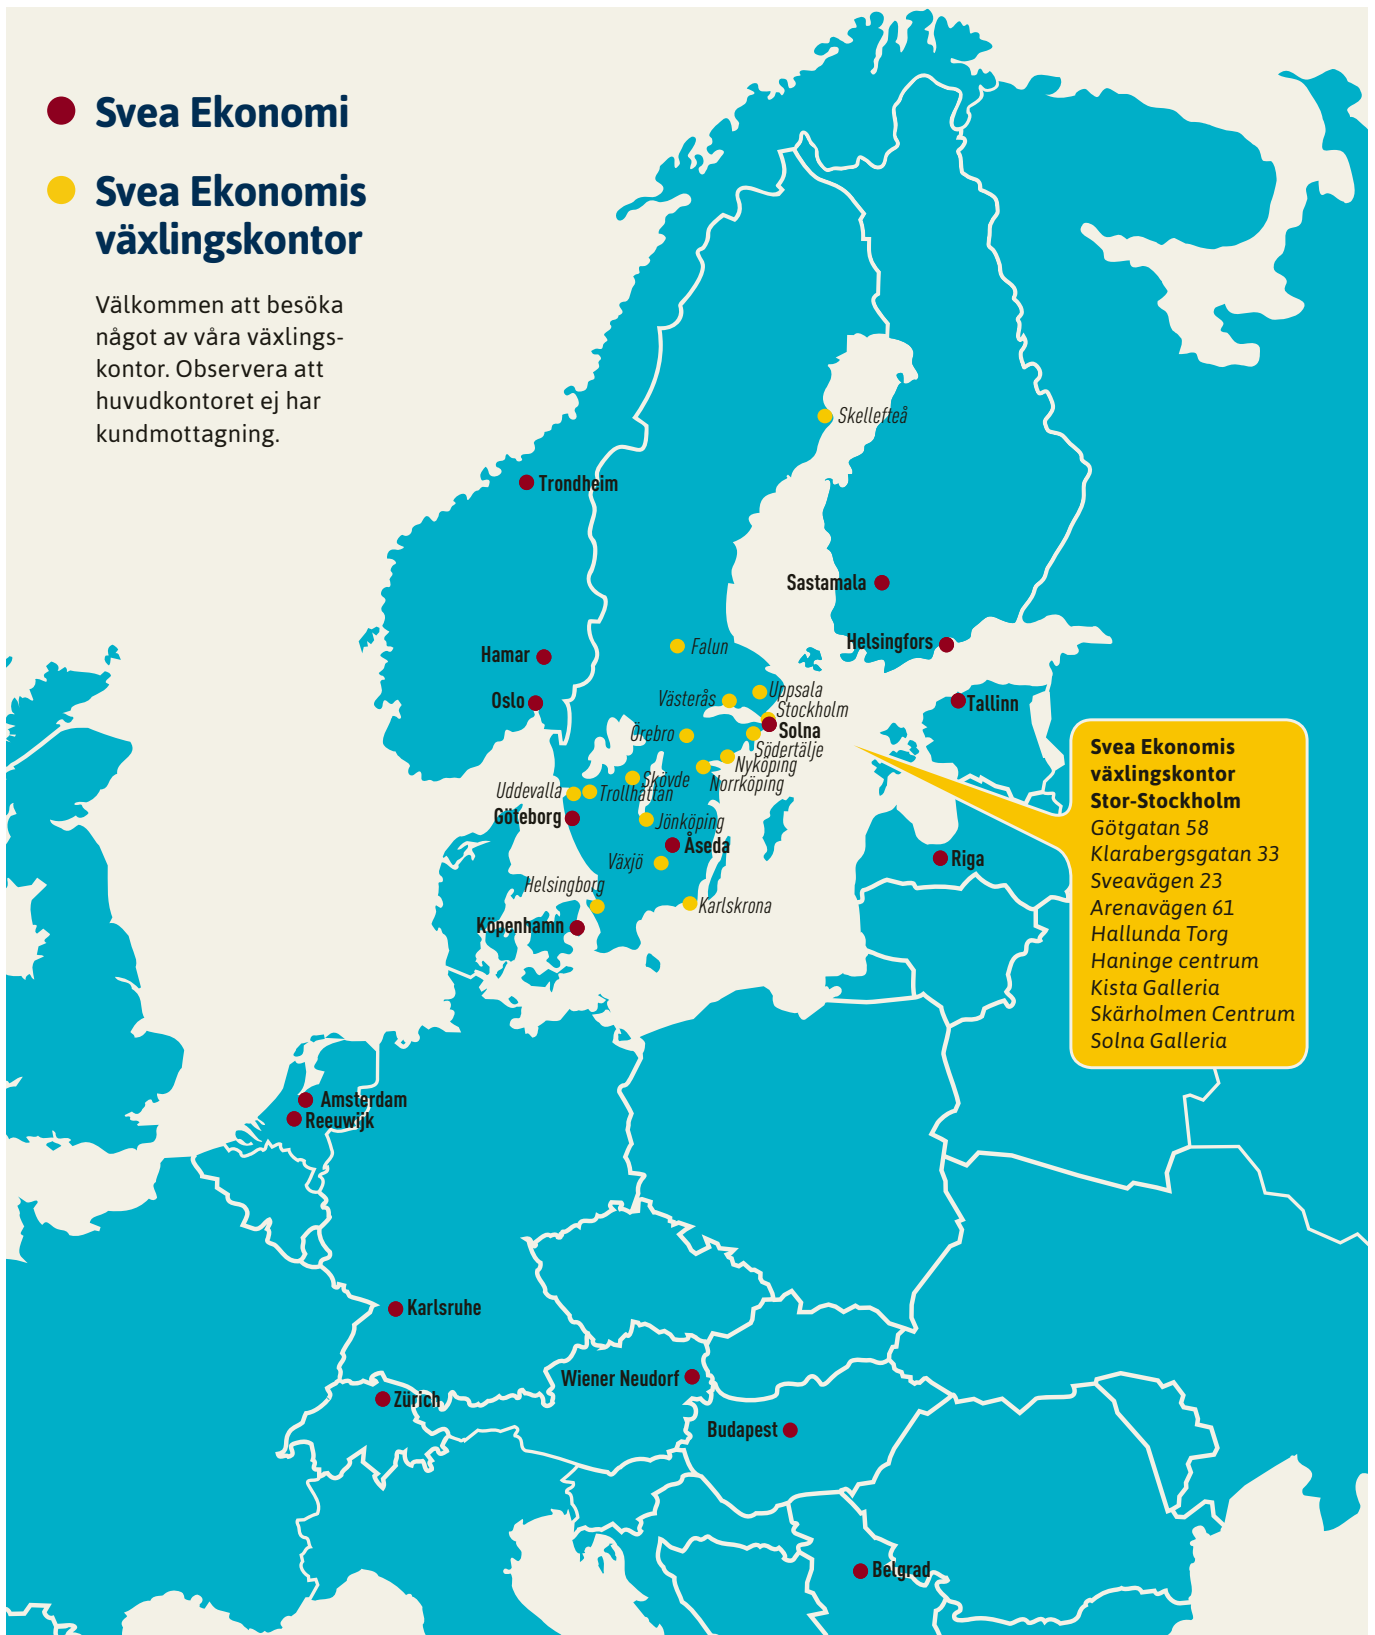 Svea Ekonomi
Svea Ekonomis
växlingskontor
Välkommen att besöka
något av våra växlings-
kontor. Observera att
huvudkontoret ej har
kundmottagning.
Skellefteå
Trondheim
Sastamala
Helsingfors
Falun
Hamar
Uppsala
Västerås
Oslo
Tallinn
Stockholm
Solna
Örebro
Södertälje
Nyköping
Skövde
Norrköping
Uddevalla
Trollhättan
Göteborg
Jönköping
Åseda
Växjö
Riga
Helsingborg
Karlskrona
Köpenhamn
Svea Ekonomis
växlingskontor
Stor-Stockholm
Götgatan 58
Klarabergsgatan 33
Sveavägen 23
Arenavägen 61
Hallunda Torg
Haninge centrum
Kista Galleria
Skärholmen Centrum
Solna Galleria
Amsterdam
Reeuwijk
Karlsruhe
Wiener Neudorf
Zürich
Budapest
Belgrad